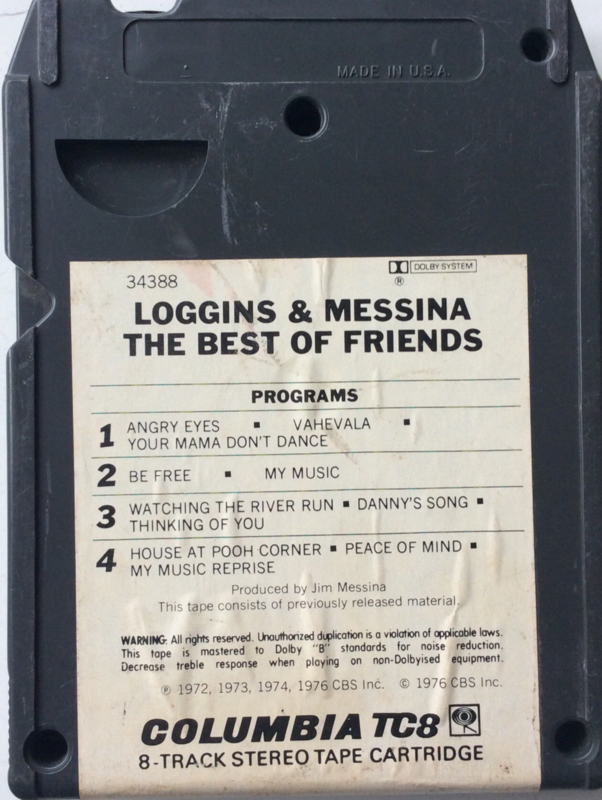 MADE IN U.S.A.
34388
DOLBY SYSTEM
®
LOGGINS & MESSINA
THE BEST OF FRIENDS
PROGRAMS
1 ANGRY EYES ▪ VAHEVALA ▪
YOUR MAMA DON'T DANCE
2 BE FREE ▪ MY MUSIC
3 WATCHING THE RIVER RUN ▪ DANNY'S SONG ▪
THINKING OF YOU
4 HOUSE AT POOH CORNER ▪ PEACE OF MIND ▪
MY MUSIC REPRISE
Produced by Jim Messina
This tape consists of previously released material.
WARNING: All rights reserved. Unauthorized duplication is a violation of applicable laws.
This tape is mastered to Dolby "B" standards for noise reduction.
Decrease treble response when playing on non-Dolbyised equipment.
℗ 1972, 1973, 1974, 1976 CBS Inc. © 1976 CBS Inc.
COLUMBIA TC8
8-TRACK STEREO TAPE CARTRIDGE